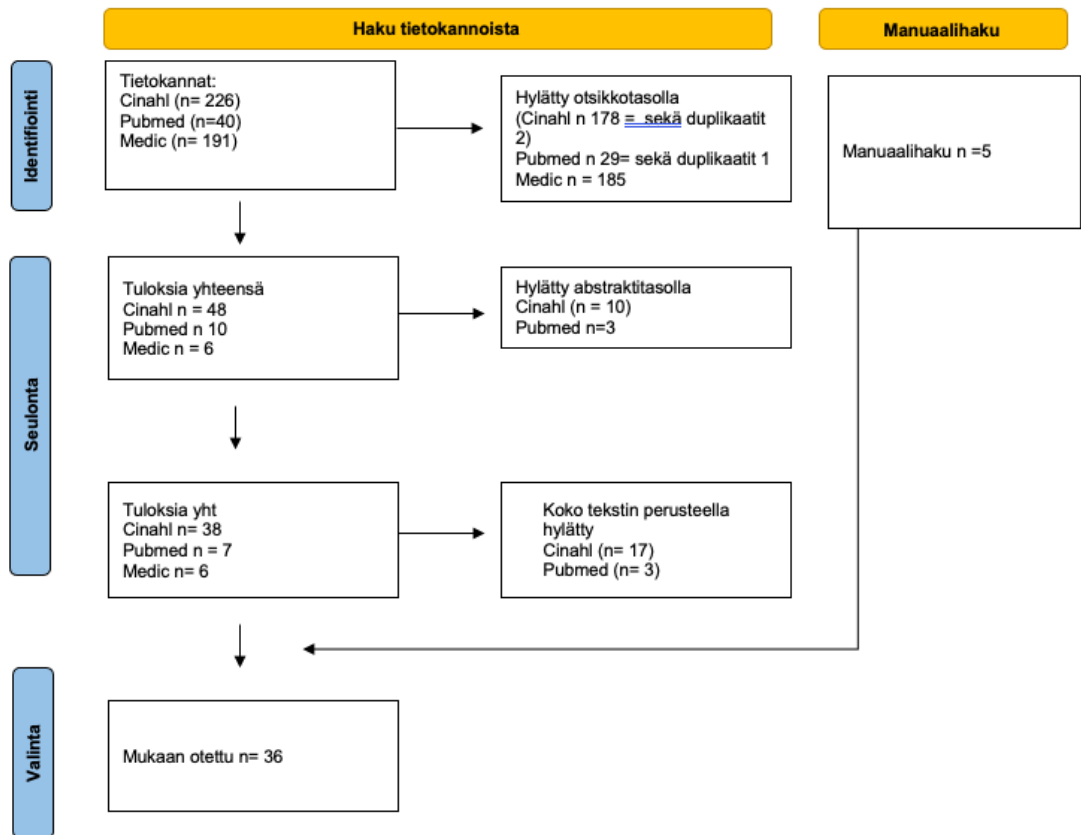 Haku tietokannoista
Manuaalihaku
Identifiointi
Tietokannat:
Cinahl (n= 226)
Pubmed (n=40)
Medic (n= 191)
Hylätty otsikkotasolla
(Cinahl n 178 = sekä duplikaatit
2)
Pubmed n 29= sekä duplikaatit 1
Medic n = 185
Manuaalihaku n =5
Seulonta
Tuloksia yhteensä
Cinahl n = 48
Pubmed n 10
Medic n = 6
Hylätty abstraktitasolla
Cinahl (n = 10)
Pubmed n=3
Tuloksia yht
Cinahl n= 38
Pubmed n = 7
Medic n= 6
Koko tekstin perusteella
hylätty
Cinahl (n= 17)
Pubmed (n= 3)
Valinta
Mukaan otettu n= 36